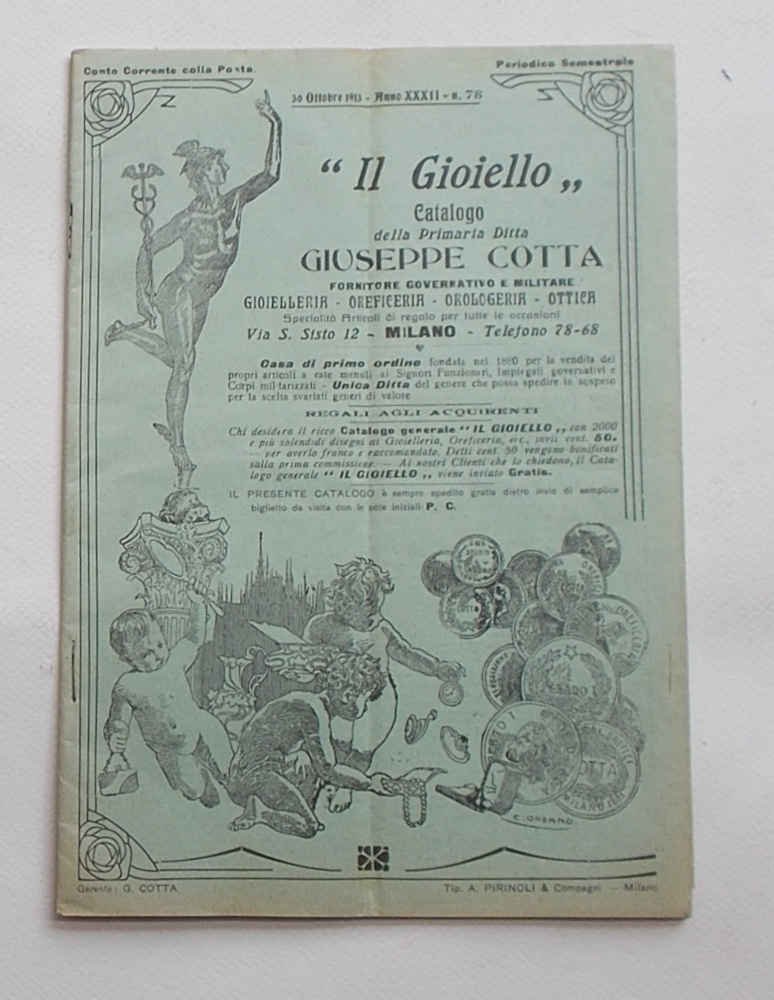 Conto Corrente colla Posta.
Periodico Semestrale
30 Ottobre 1913 - Anno XXXII - n. 78
“ Il Gioiello „
Catalogo
della Primaria Ditta
GIUSEPPE COTTA
FORNITORE GOVERNATIVO E MILITARE
GIOIELLERIA - OREFICERIA - OROLOGERIA - OTTICA
Specialità Articoli di regalo per tutte le occasioni
Via S. Sisto 12 - MILANO - Telefono 78-68
Casa di primo ordine fondata nel 1880 per la vendita dei
propri articoli a rate mensili ai Signori Funzionari, Impiegati governativi e
Corpi militarizzati - Unica Ditta del genere che possa spedire in sospeso
per la scelta svariati generi di valore
REGALI AGLI ACQUIRENTI
Chi desidera il ricco Catalogo generale “ IL GIOIELLO „ con 2000
e più splendidi disegni di Gioielleria, Oreficeria, ecc., invii cent. 50.
— per averlo franco e raccomandato. Detti cent. 50 vengono bonificati
sulla prima commissione. — Ai nostri Clienti che lo chiedono, il Cata-
logo generale “ IL GIOIELLO „ viene inviato Gratis.
IL PRESENTE CATALOGO è sempre spedito gratis dietro invio di semplice
biglietto da visita con le sole iniziali P. C.
COTTA
MILANO
Gerente: G. COTTA
Tip. A. PIRINOLI & Compagni — Milano